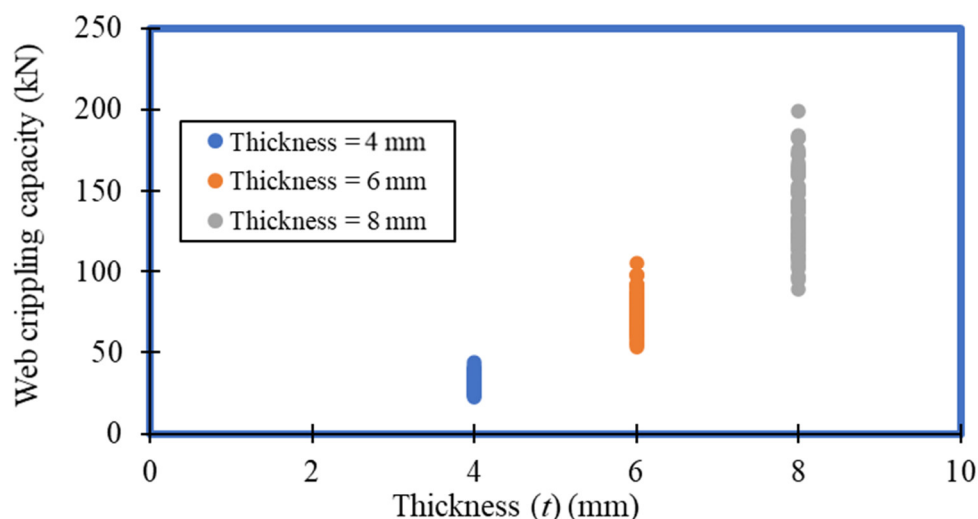 Web crippling capacity (kN)
250
200
150
100
50
0
Thickness = 4 mm
Thickness = 6 mm
Thickness = 8 mm
0 2 4 6 8 10
Thickness (t) (mm)